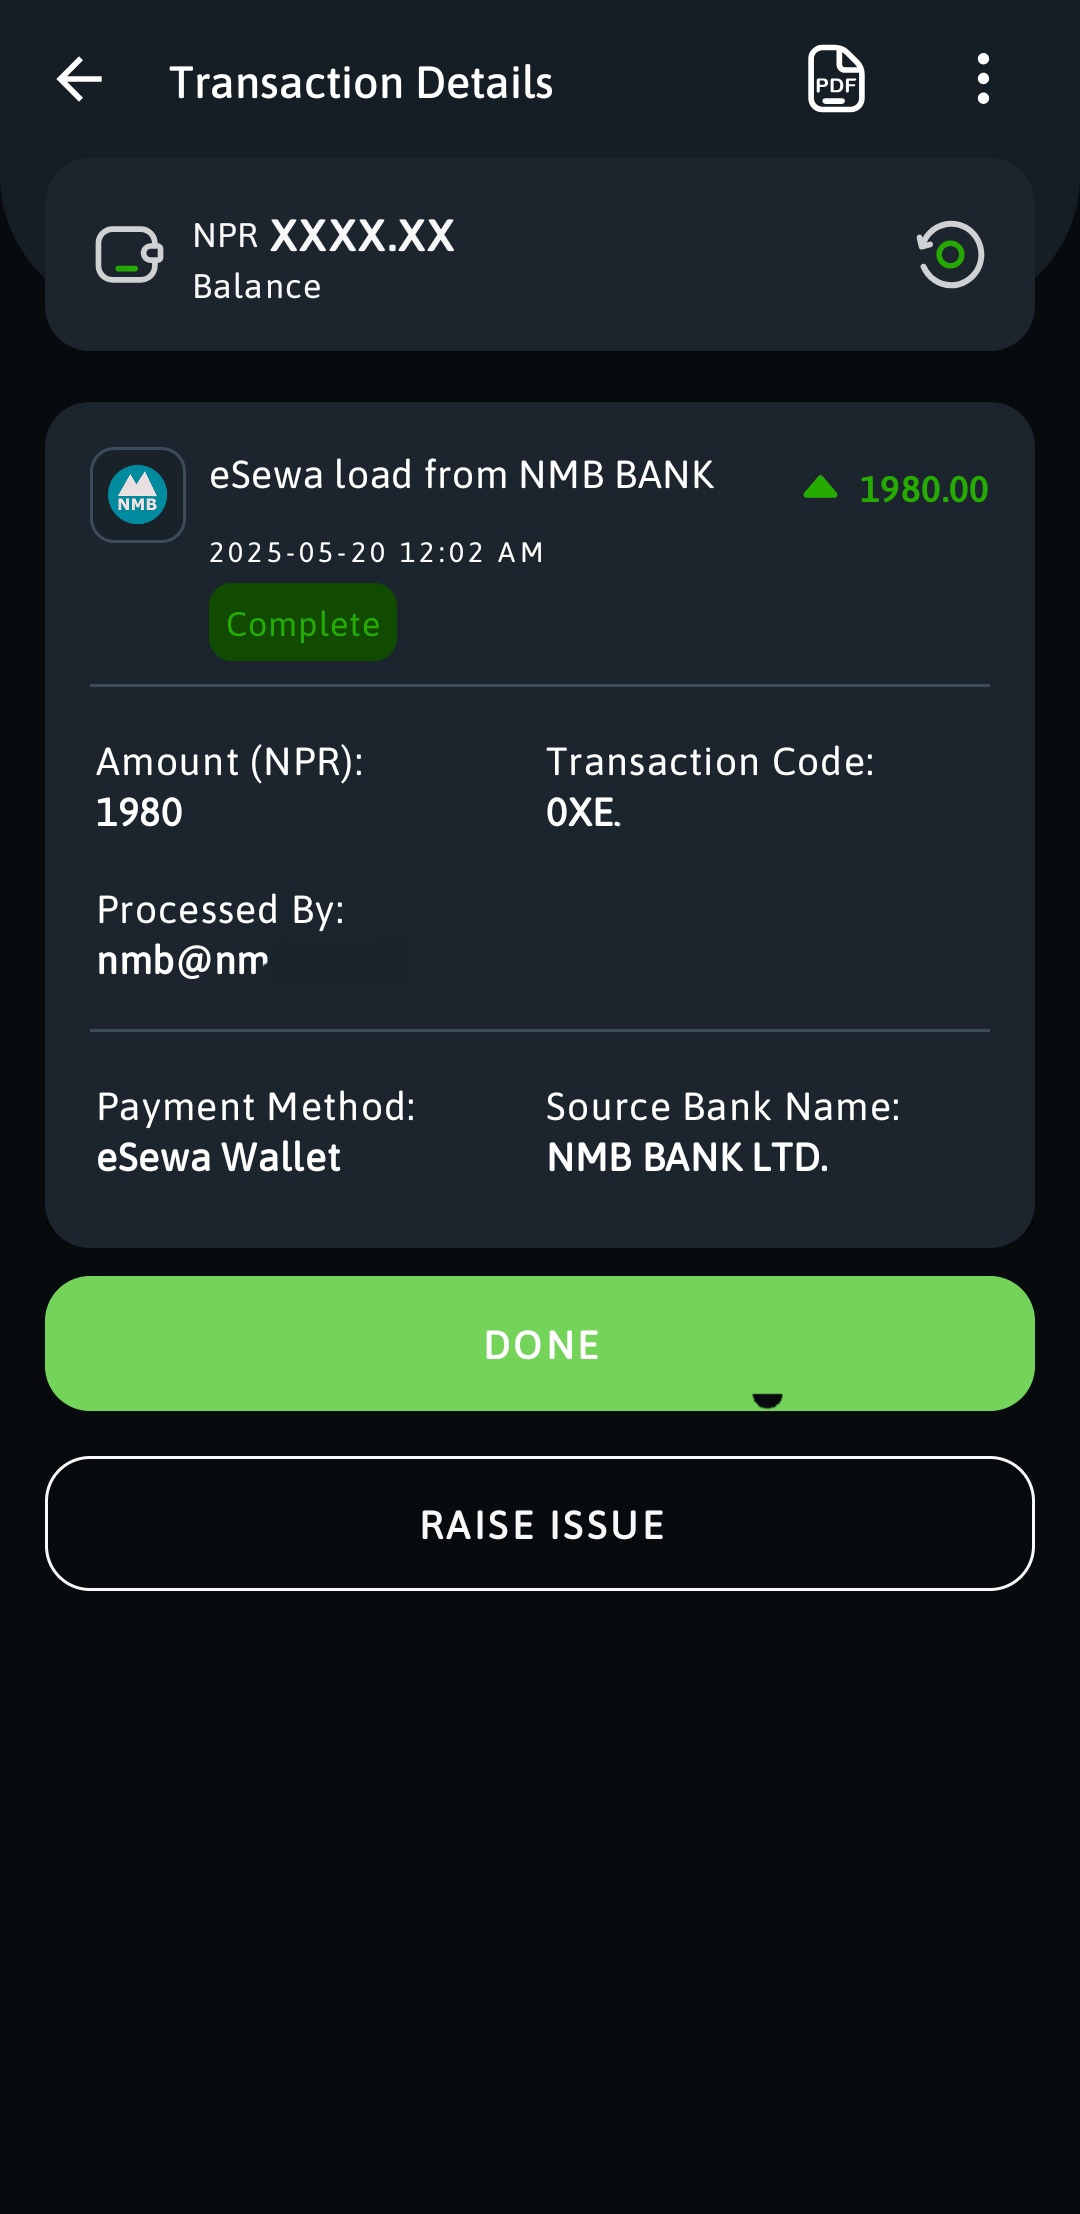 Transaction Details
PDF
NPR XXXX.XX
Balance
NMB
eSewa load from NMB BANK
1980.00
2025-05-20 12:02 AM
Complete
Amount (NPR):
1980
Transaction Code:
0XE.
Processed By:
nmb@nm
Payment Method:
eSewa Wallet
Source Bank Name:
NMB BANK LTD.
DONE
RAISE ISSUE